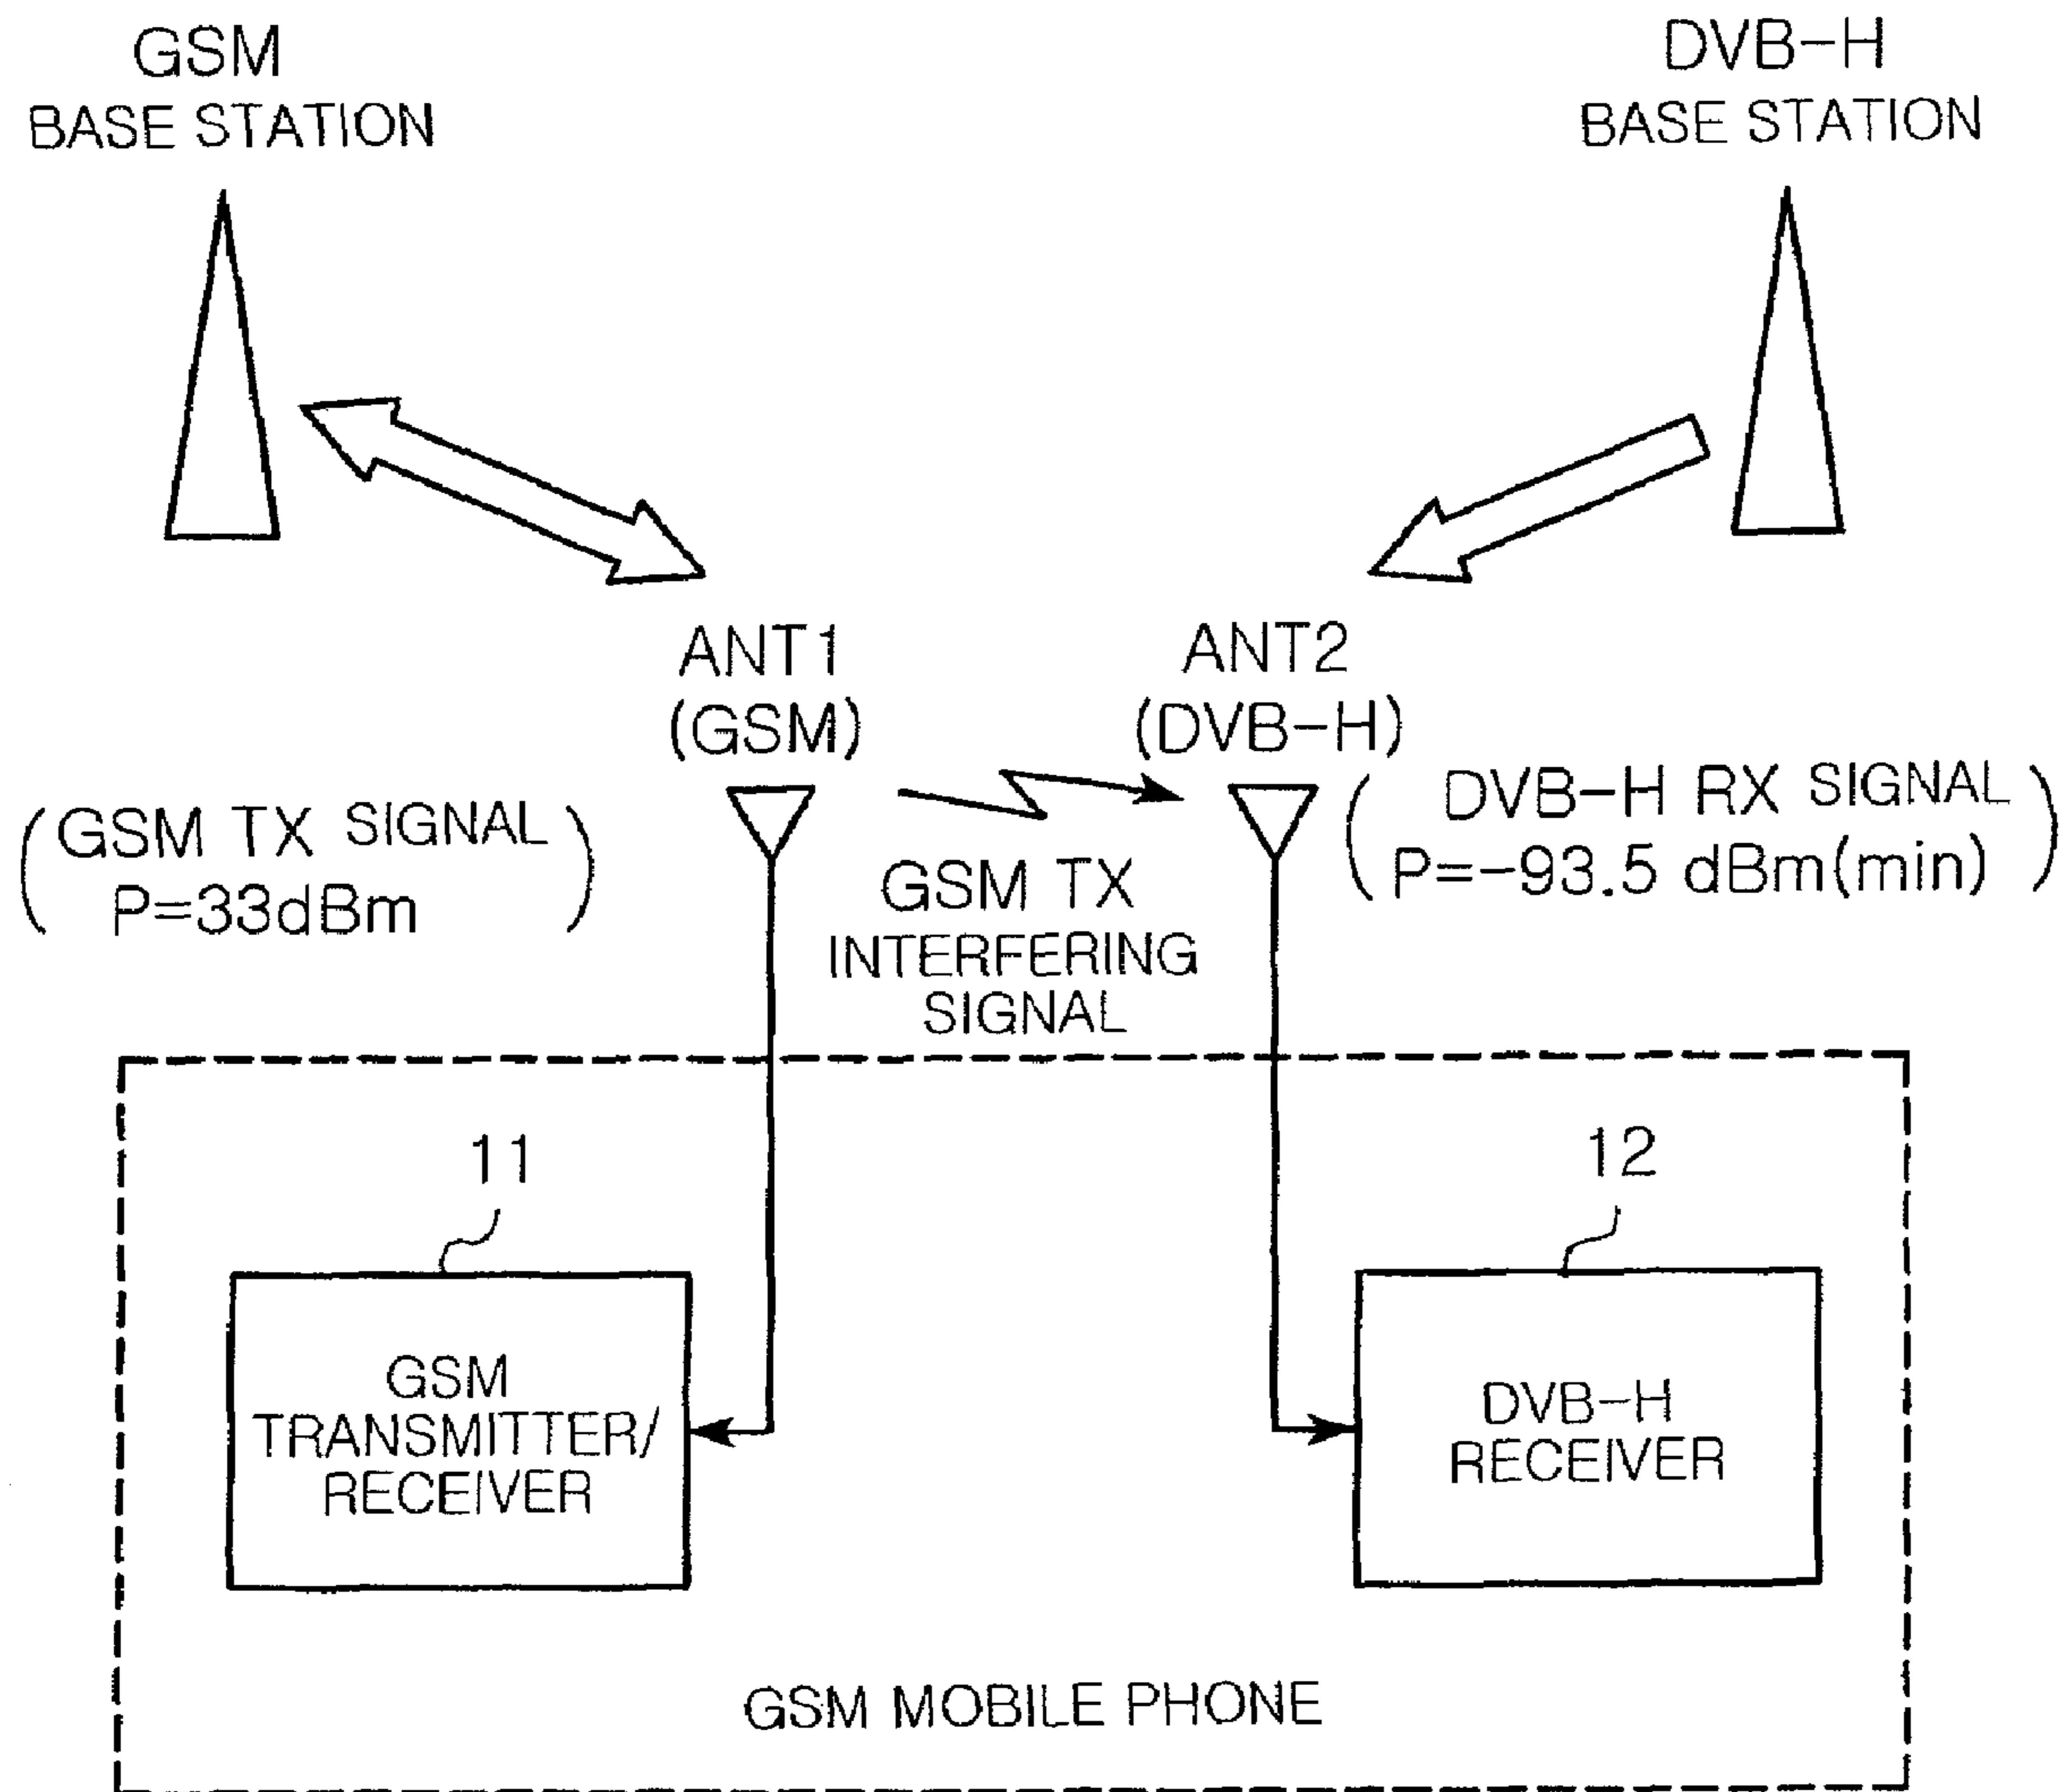 GSM
BASE STATION
DVB-H
BASE STATION
ANT1
(GSM)
ANT2
(DVB-H)
(GSM TX SIGNAL
P=33dBm)
GSM TX
INTERFERING
SIGNAL
(DVB-H RX SIGNAL
P=-93.5 dBm(min))
11
12
GSM
TRANSMITTER/
RECEIVER
DVB-H
RECEIVER
GSM MOBILE PHONE